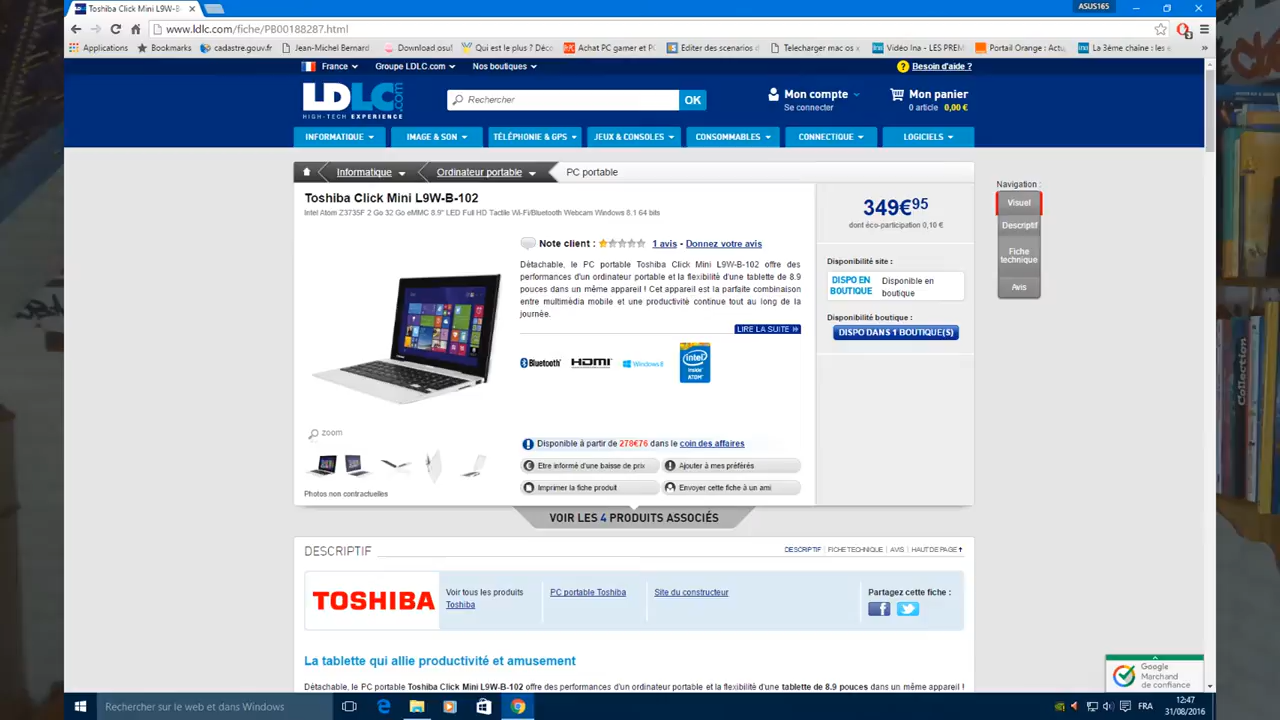 Toshiba Click Mini L9W-B-
ASUS165
www.ldlc.com/fiche/PB00188287.html
Applications
Bookmarks
cadastre.gouv.fr
Jean-Michel Bernard
Download osu!
Qui est le plus ? Déco
Achat PC gamer et PC
Editer des scenarios d
Telecharger mac os x
Vidéo Ina - LES PREM
Portail Orange : Actu
La 3ème chaîne : les e
France
Groupe LDLC.com
Nos boutiques
Besoin d'aide ?
LDLC.com
HIGH-TECH EXPERIENCE
Rechercher
OK
Mon compte
Se connecter
Mon panier
0 article 0,00 €
INFORMATIQUE
IMAGE & SON
TÉLÉPHONIE & GPS
JEUX & CONSOLES
CONSOMMABLES
CONNECTIQUE
LOGICIELS
Informatique
Ordinateur portable
PC portable
Toshiba Click Mini L9W-B-102
Intel Atom Z3735F 2 Go 32 Go eMMC 8.9" LED Full HD Tactile Wi-Fi/Bluetooth Webcam Windows 8.1 64 bits
Note client :
1 avis - Donnez votre avis
Détachable, le PC portable Toshiba Click Mini L9W-B-102 offre des
performances d'un ordinateur portable et la flexibilité d'une tablette de 8.9
pouces dans un même appareil ! Cet appareil est la parfaite combinaison
entre multimédia mobile et une productivité continue tout au long de la
journée.
LIRE LA SUITE
Bluetooth
HDMI
Windows 8
intel inside ATOM
zoom
Photos non contractuelles
Disponible à partir de 278€76 dans le coin des affaires
Etre informé d'une baisse de prix
Ajouter à mes préférés
Imprimer la fiche produit
Envoyer cette fiche à un ami
349€95
dont éco-participation 0,10 €
Disponibilité site :
DISPO EN BOUTIQUE
Disponible en boutique
Disponibilité boutique :
DISPO DANS 1 BOUTIQUE(S)
Navigation :
Visuel
Descriptif
Fiche technique
Avis
VOIR LES 4 PRODUITS ASSOCIÉS
DESCRIPTIF
DESCRIPTIF | FICHE TECHNIQUE | AVIS | HAUT DE PAGE
TOSHIBA
Voir tous les produits
Toshiba
PC portable Toshiba
Site du constructeur
Partagez cette fiche :
La tablette qui allie productivité et amusement
Détachable, le PC portable Toshiba Click Mini L9W-B-102 offre des performances d'un ordinateur portable et la flexibilité d'une tablette de 8.9 pouces dans un même appareil !
Google
Marchand
de confiance
Collection
Rechercher sur le web et dans Windows
FRA
12:47
31/08/2016